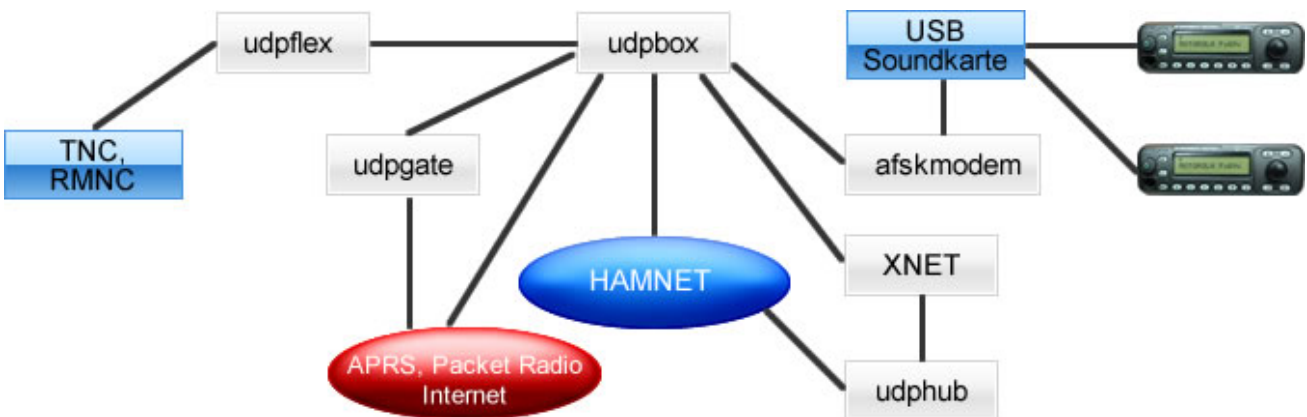 udpflex
udpbox
USB
Soundkarte
TNC,
RMNC
udpgate
afskmodem
HAMNET
XNET
APRS, Packet Radio
Internet
udphub